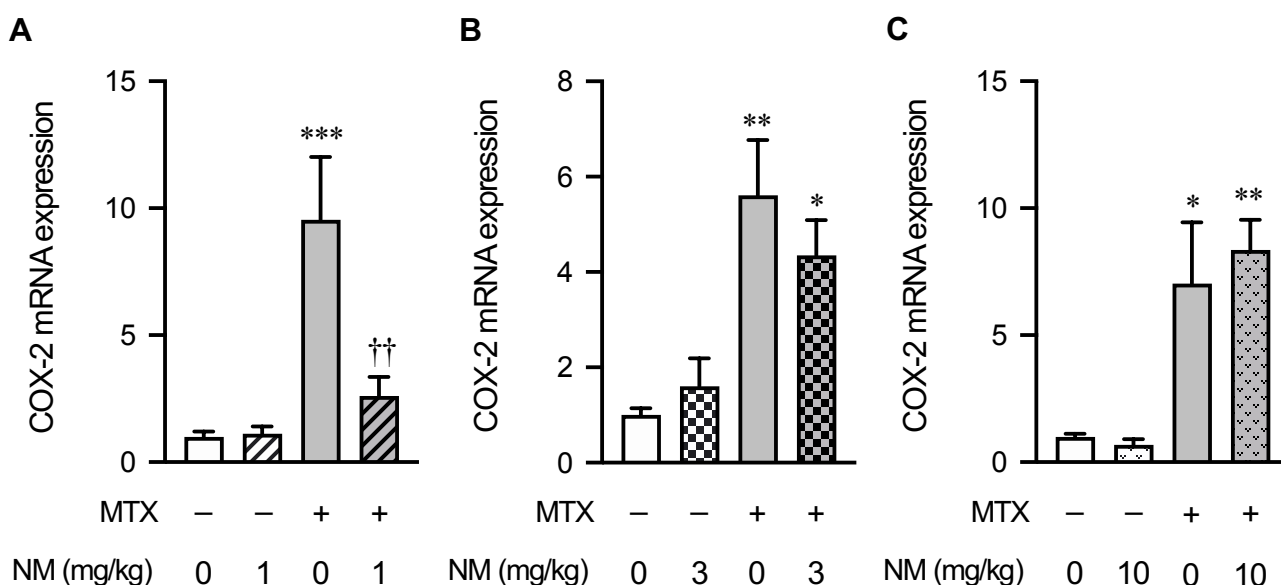 A
B
C
COX-2 mRNA expression
15
10
5
0
***
††
COX-2 mRNA expression
8
6
4
2
0
**
*
COX-2 mRNA expression
15
10
5
0
*
**
MTX – – + +
NM (mg/kg) 0 1 0 1
MTX – – + +
NM (mg/kg) 0 3 0 3
MTX – – + +
NM (mg/kg) 0 10 0 10